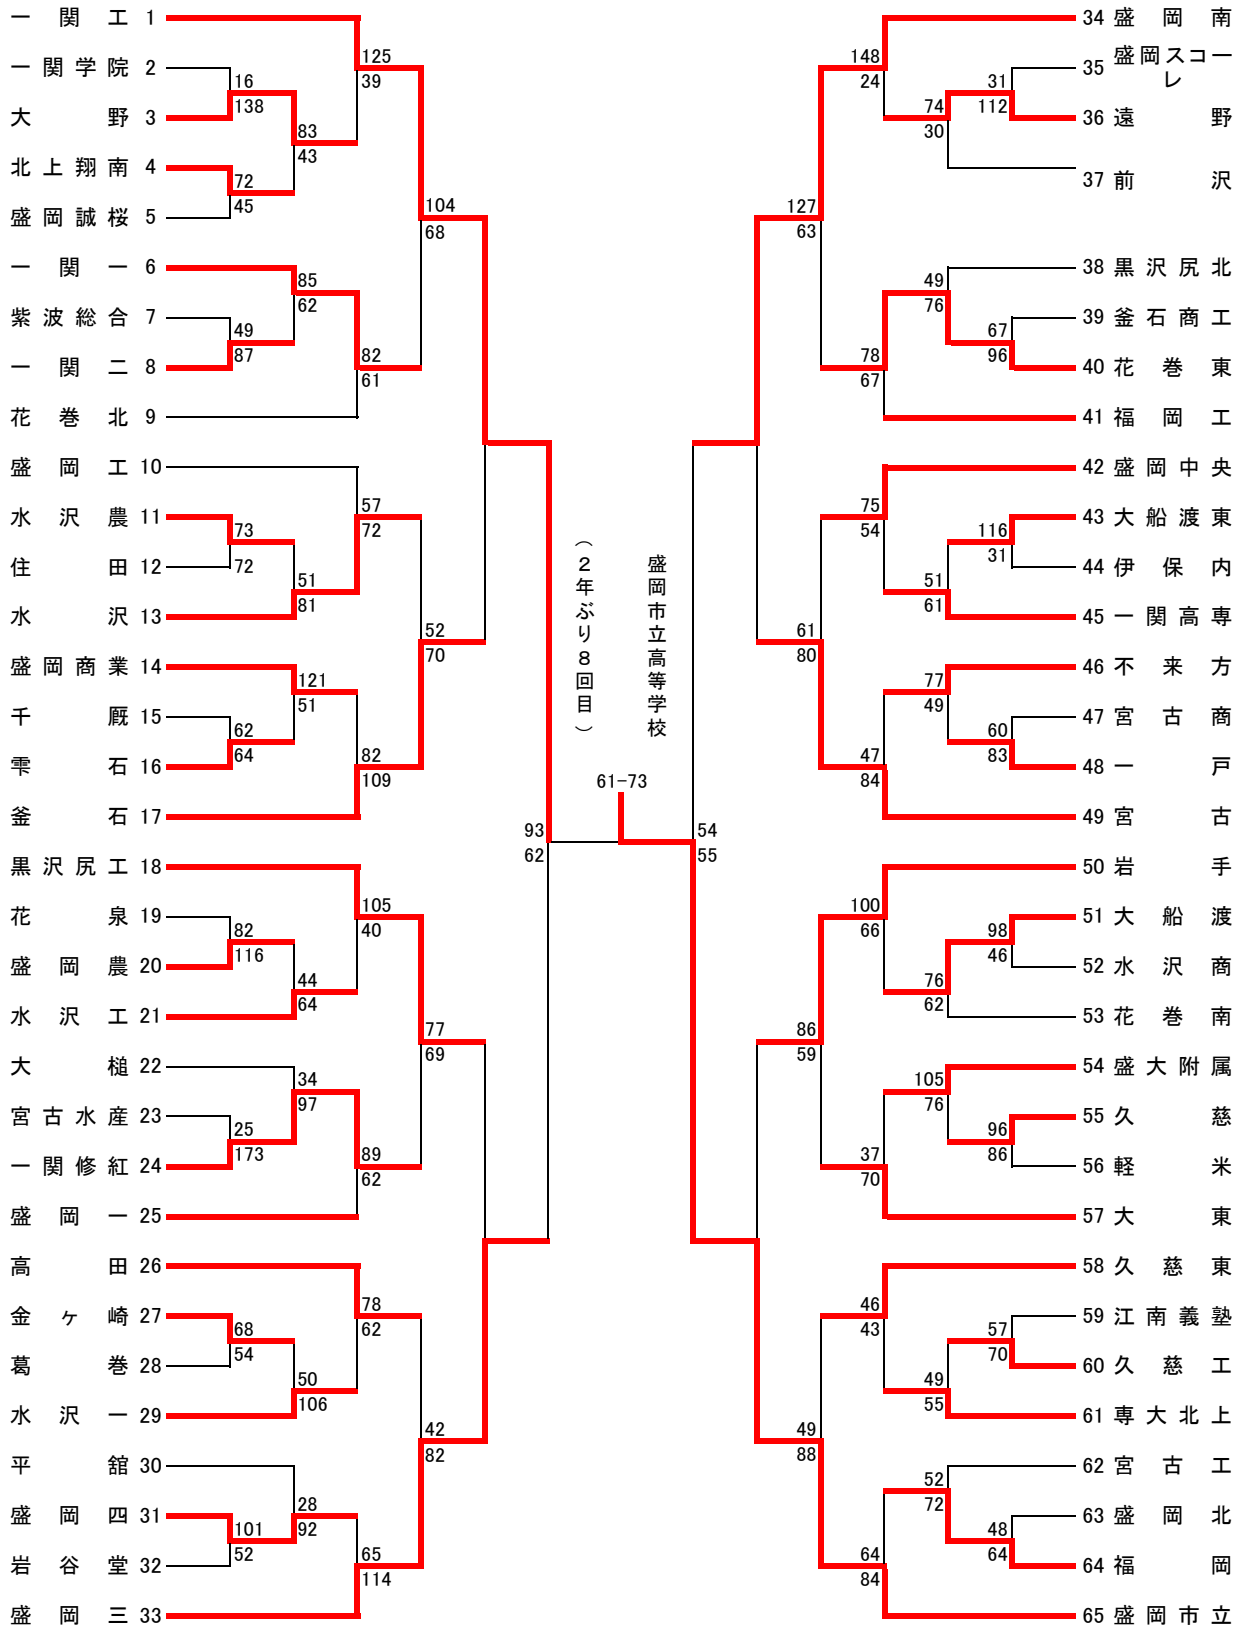 一関工 1
一関学院 2
大野 3
北上翔南 4
盛岡誠桜 5
一関一 6
紫波総合 7
一関二 8
花巻北 9
盛岡工 10
水沢農 11
住田 12
水沢 13
盛岡商業 14
千厩 15
雫石 16
釜石 17
黒沢尻工 18
花泉 19
盛岡農 20
水沢工 21
大槌 22
宮古水産 23
一関修紅 24
盛岡一 25
高田 26
金ヶ崎 27
葛巻 28
水沢一 29
平舘 30
盛岡四 31
岩谷堂 32
盛岡三 33
16
138
72
45
49
87
73
72
62
64
82
116
25
173
68
54
101
52
83
43
85
62
51
81
121
51
44
64
34
97
50
106
28
92
125
39
82
61
57
72
82
109
105
40
89
62
78
62
65
114
104
68
52
70
77
69
42
82
93
62
61-73
盛岡市立高等学校
（２年ぶり８回目）
54
55
127
63
61
80
86
59
49
88
148
24
78
67
75
54
47
84
100
66
37
70
46
43
64
84
74
30
49
76
51
61
77
49
76
62
105
76
49
55
52
72
31
112
67
96
116
31
60
83
98
46
96
86
57
70
48
64
34 盛岡南
35 盛岡スコー
レ
36 遠野
37 前沢
38 黒沢尻北
39 釜石商工
40 花巻東
41 福岡工
42 盛岡中央
43 大船渡東
44 伊保内
45 一関高専
46 不来方
47 宮古商
48 一戸
49 宮古
50 岩手
51 大船渡
52 水沢商
53 花巻南
54 盛大附属
55 久慈
56 軽米
57 大東
58 久慈東
59 江南義塾
60 久慈工
61 専大北上
62 宮古工
63 盛岡北
64 福岡
65 盛岡市立